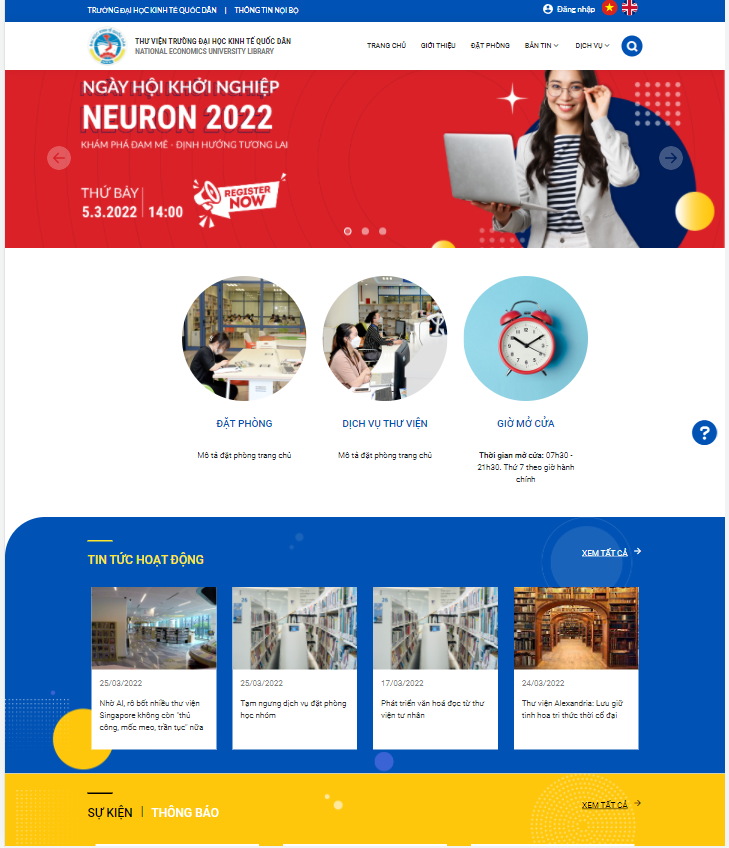 TRƯỜNG ĐẠI HỌC KINH TẾ QUỐC DÂN | THÔNG TIN NỘI BỘ
Đăng nhập
THƯ VIỆN TRƯỜNG ĐẠI HỌC KINH TẾ QUỐC DÂN
NATIONAL ECONOMICS UNIVERSITY LIBRARY
TRANG CHỦ GIỚI THIỆU ĐẶT PHÒNG BẢN TIN DỊCH VỤ
NGÀY HỘI KHỞI NGHIỆP
NEURON 2022
KHÁM PHÁ ĐAM MÊ - ĐỊNH HƯỚNG TƯƠNG LAI
THỨ BẢY
5.3.2022 | 14:00
REGISTER
NOW
ĐẶT PHÒNG
Mô tả đặt phòng trang chủ
DỊCH VỤ THƯ VIỆN
Mô tả đặt phòng trang chủ
GIỜ MỞ CỬA
Thời gian mở cửa: 07h30 -
21h30. Thứ 7 theo giờ hành
chính
?
TIN TỨC HOẠT ĐỘNG
XEM TẤT CẢ
25/03/2022
Nhờ AI, rô bốt nhiều thư viện
Singapore không còn "thủ
công, mốc meo, trần tục" nữa
25/03/2022
Tạm ngưng dịch vụ đặt phòng
học nhóm
17/03/2022
Phát triển văn hoá đọc từ thư
viện tư nhân
24/03/2022
Thư viện Alexandria: Lưu giữ
tinh hoa tri thức thời cổ đại
SỰ KIỆN | THÔNG BÁO
XEM TẤT CẢ